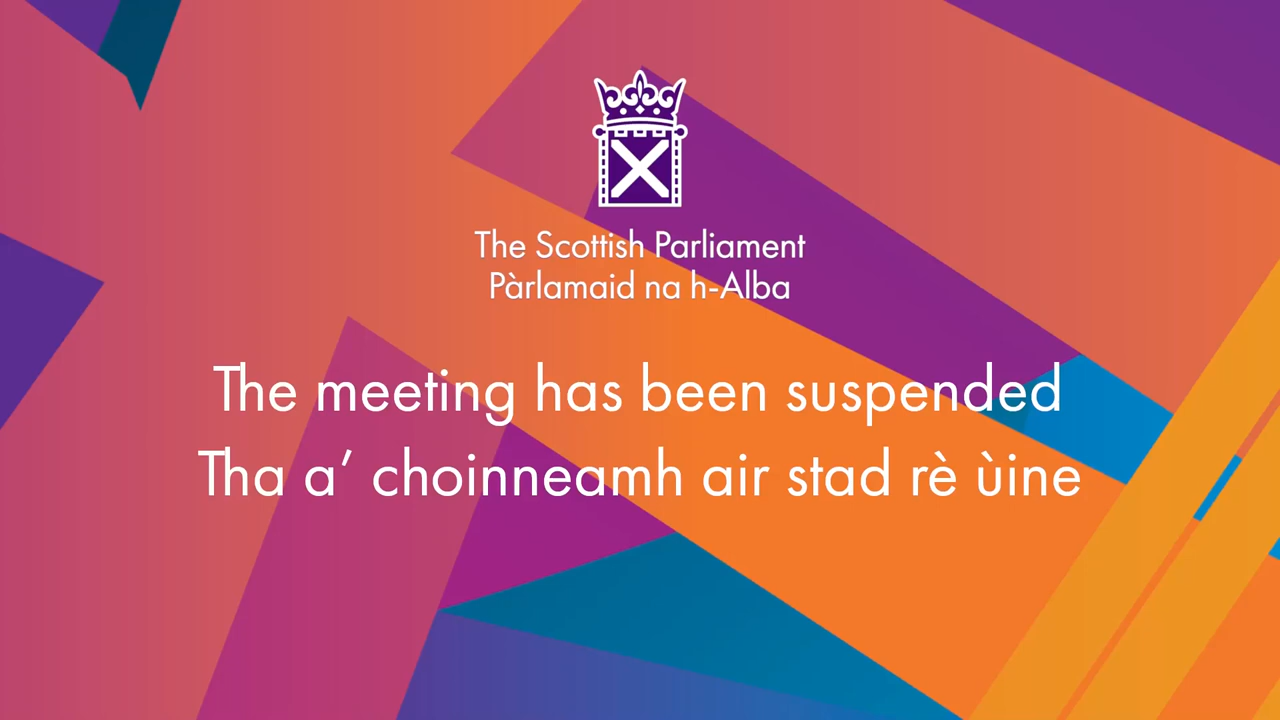 The Scottish Parliament
Pàrlamaid na h-Alba
The meeting has been suspended
Tha a’ choinneamh air stad rè ùine